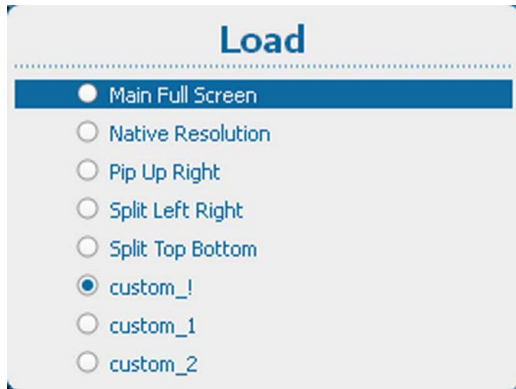 Load
Main Full Screen
Native Resolution
Pip Up Right
Split Left Right
Split Top Bottom
custom_!
custom_1
custom_2